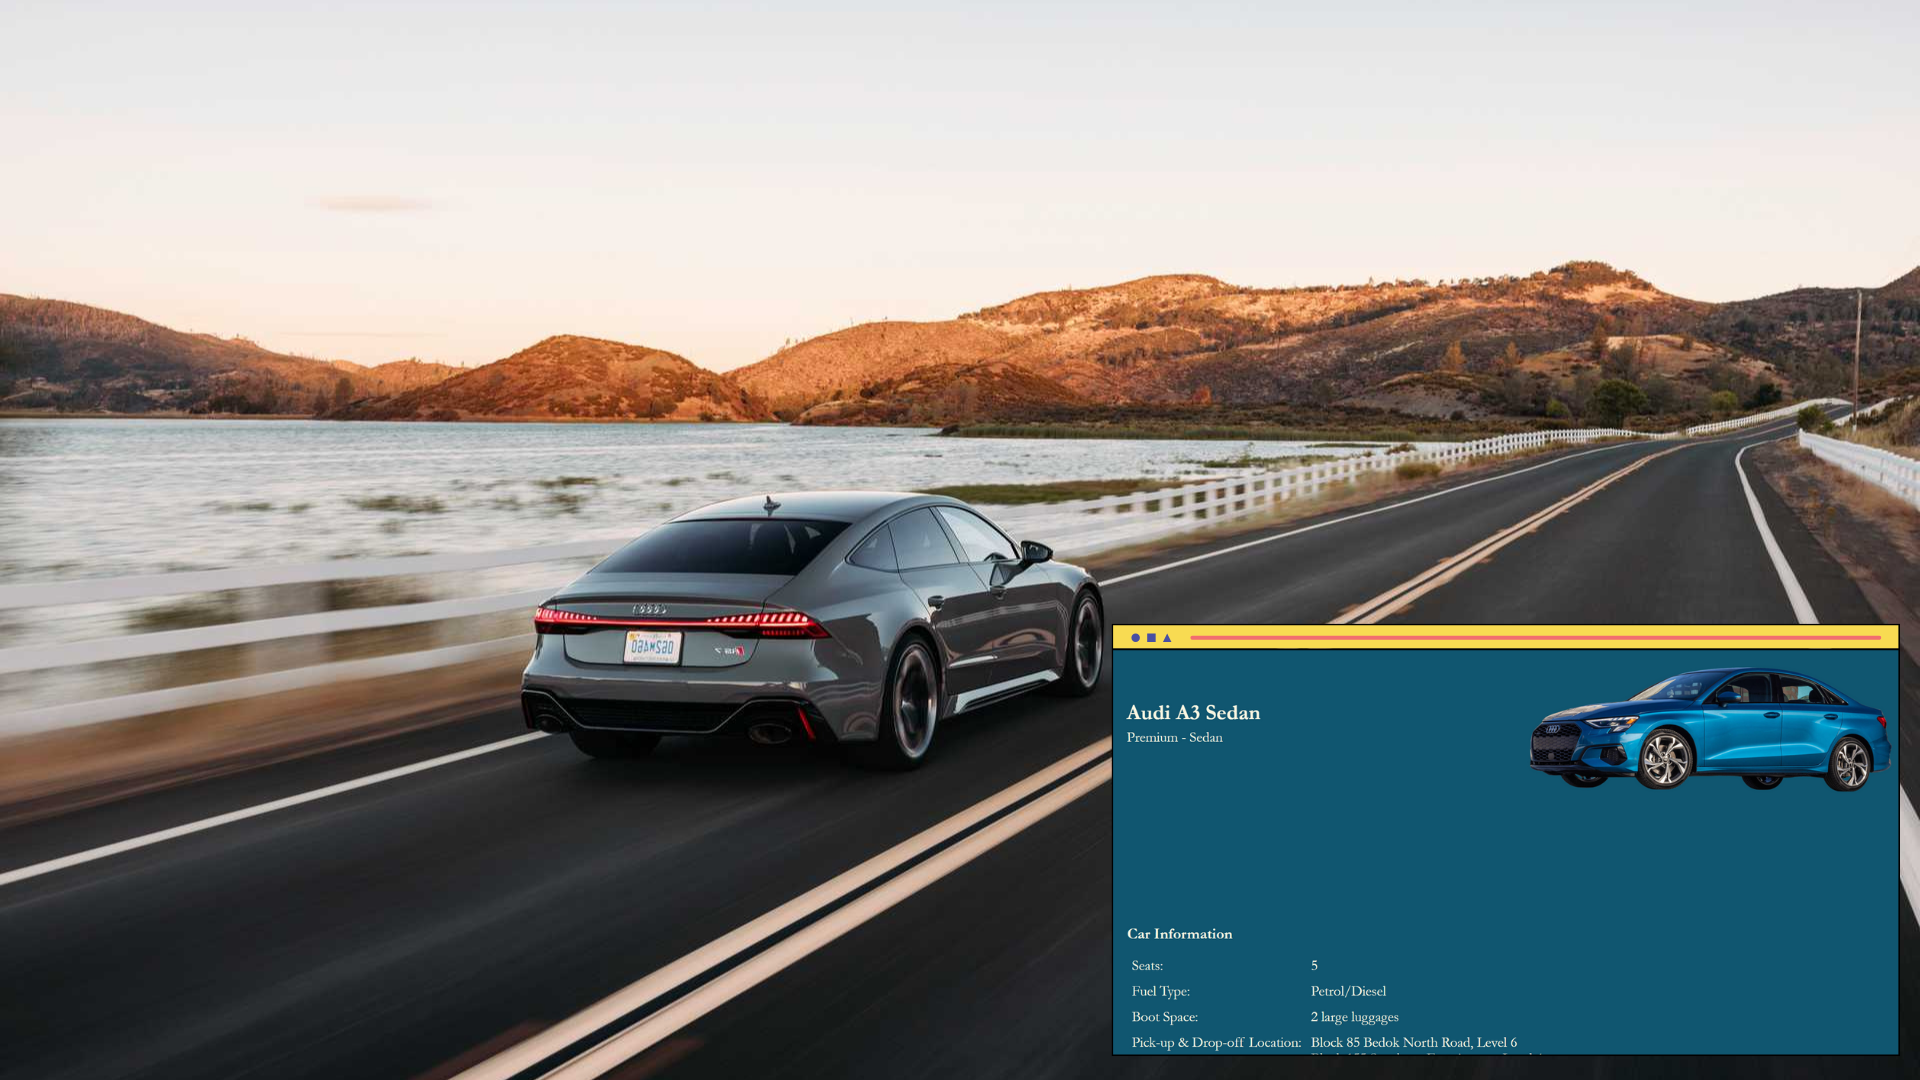 Audi A3 Sedan
Premium - Sedan
Car Information
Seats: 5
Fuel Type: Petrol/Diesel
Boot Space: 2 large luggages
Pick-up & Drop-off Location: Block 85 Bedok North Road, Level 6